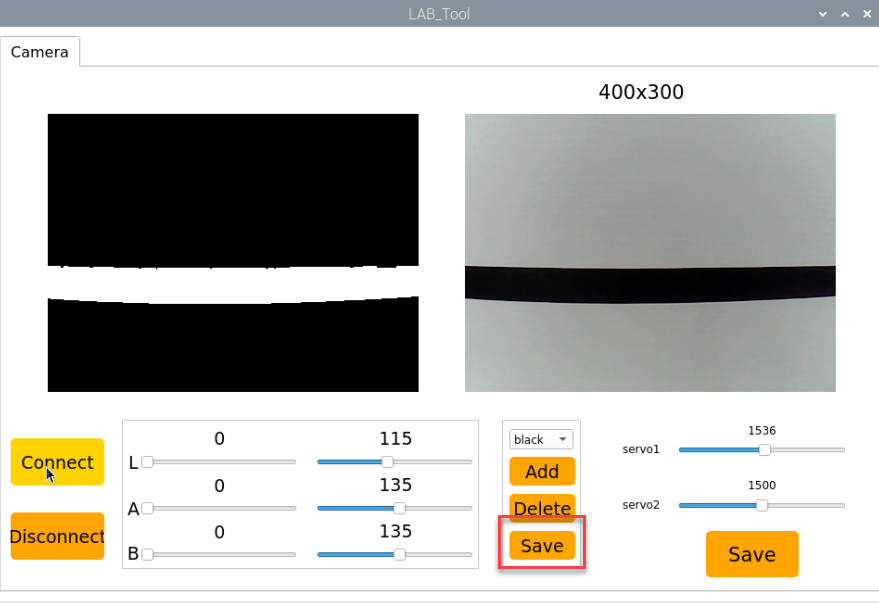 LAB_Tool
Camera
400x300
Connect
Disconnect
0 115
L
0 135
A
0 135
B
black
Add
Delete
Save
1536
servo1
1500
servo2
Save